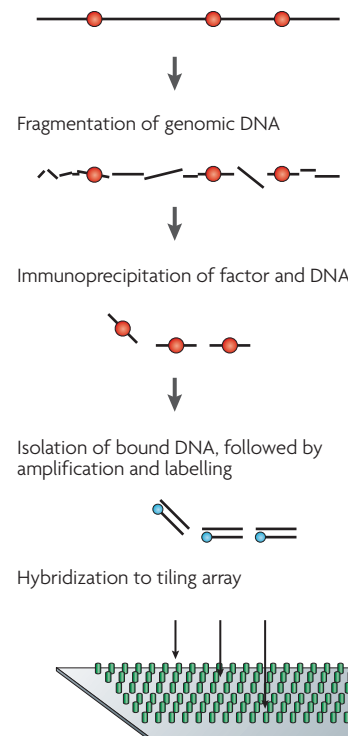 Fragmentation of genomic DNA
Immunoprecipitation of factor and DNA
Isolation of bound DNA, followed by
amplification and labelling
Hybridization to tiling array